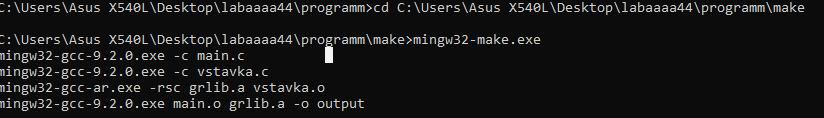 C:\Users\Asus X540L\Desktop\labaaaa44\programm>cd C:\Users\Asus X540L\Desktop\labaaaa44\programm\make
C:\Users\Asus X540L\Desktop\labaaaa44\programm\make>mingw32-make.exe
mingw32-gcc-9.2.0.exe -c main.c
mingw32-gcc-9.2.0.exe -c vstavka.c
mingw32-gcc-ar.exe -rsc grlib.a vstavka.o
mingw32-gcc-9.2.0.exe main.o grlib.a -o output